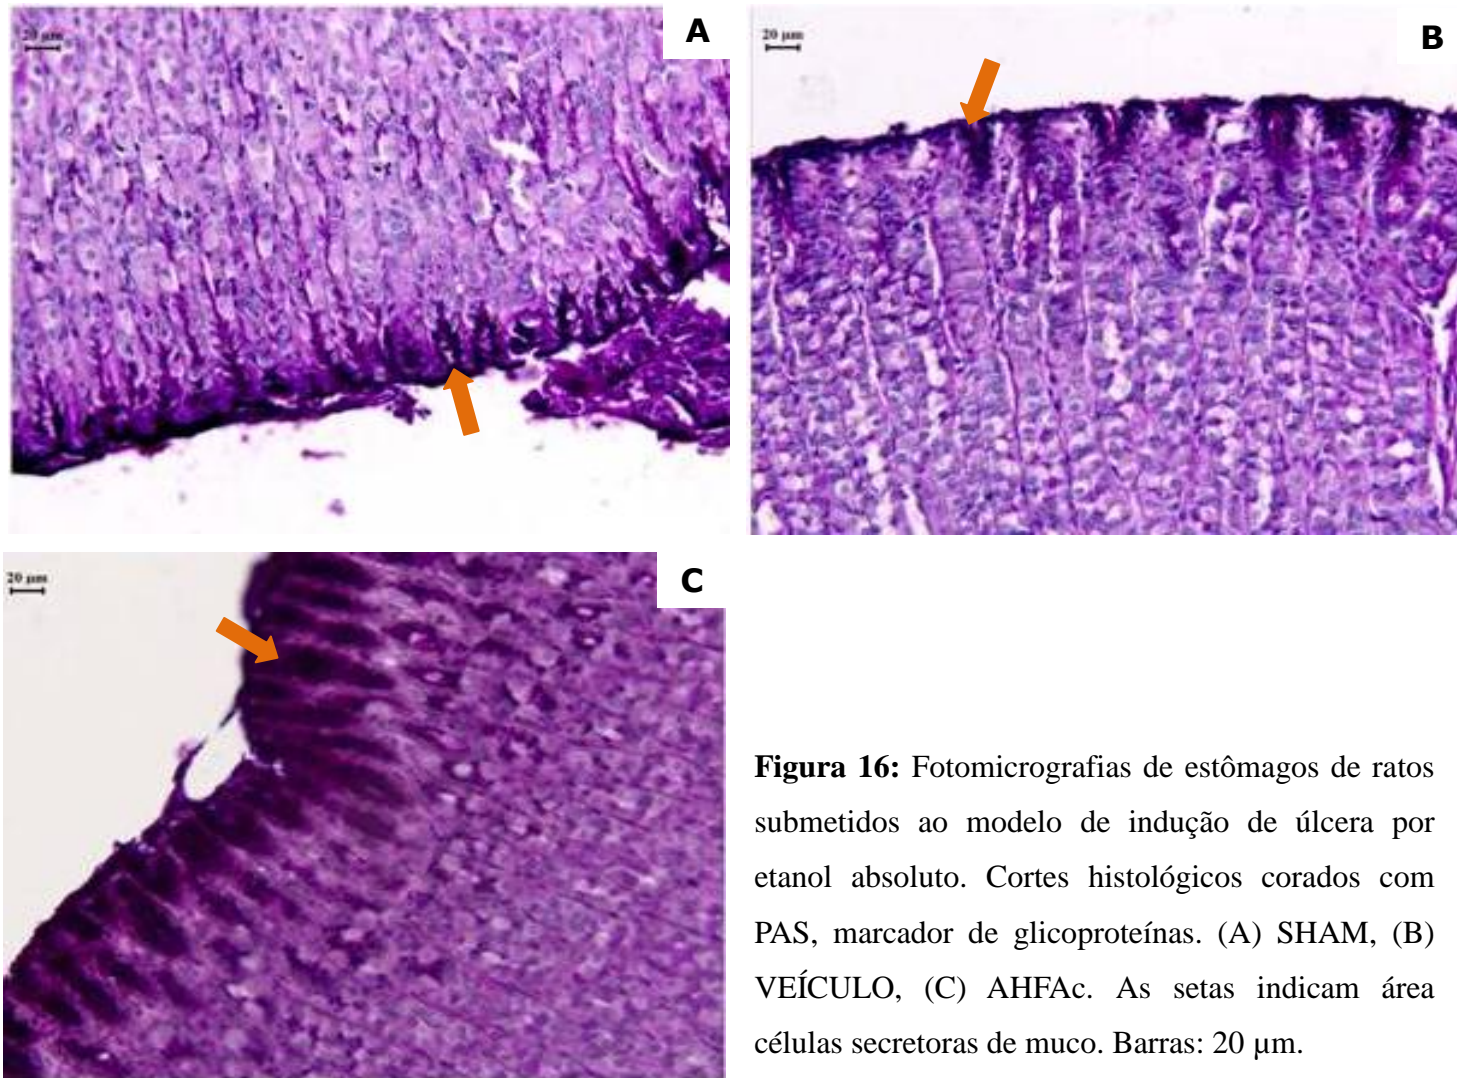 20 µm
A
20 µm
B
20 µm
C
Figura 16: Fotomicrografias de estômagos de ratos
submetidos ao modelo de indução de úlcera por
etanol absoluto. Cortes histológicos corados com
PAS, marcador de glicoproteínas. (A) SHAM, (B)
VEÍCULO, (C) AHFAc. As setas indicam área
células secretoras de muco. Barras: 20 µm.